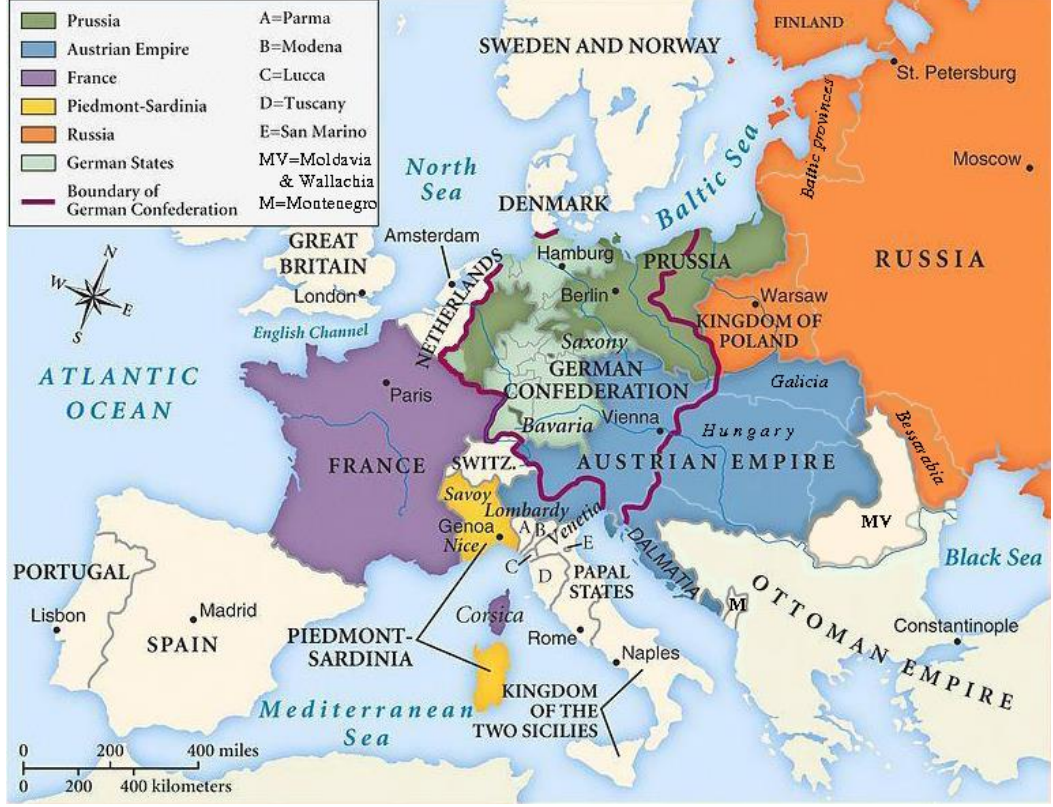 Prussia
Austrian Empire
France
Piedmont-Sardinia
Russia
German States
Boundary of
German Confederation
A=Parma
B=Modena
C=Lucca
D=Tuscany
E=San Marino
MV=Moldavia
& Wallachia
M=Montenegro
FINLAND
SWEDEN AND NORWAY
St. Petersburg
Baltic provinces
Moscow
North
Sea
Baltic Sea
DENMARK
Amsterdam
GREAT
BRITAIN
London
Hamburg
PRUSSIA
RUSSIA
N
W
E
S
NETHERLANDS
Berlin
Warsaw
KINGDOM OF
POLAND
English Channel
Saxony
ATLANTIC
OCEAN
Paris
GERMAN
CONFEDERATION
Galicia
Bavaria
Vienna
Hungary
Bessarabia
FRANCE
SWITZ.
AUSTRIAN EMPIRE
Savoy
Lombardy
Venetia
Genoa
Nice
A
B
E
C
D
MV
DALMATIA
Black Sea
PORTUGAL
PAPAL
STATES
M
OTTOMAN EMPIRE
Lisbon
Madrid
SPAIN
Corsica
Constantinople
PIEDMONT-
SARDINIA
Rome
Naples
KINGDOM
OF THE
TWO SICILIES
Mediterranean
Sea
0 200 400 miles
0 200 400 kilometers